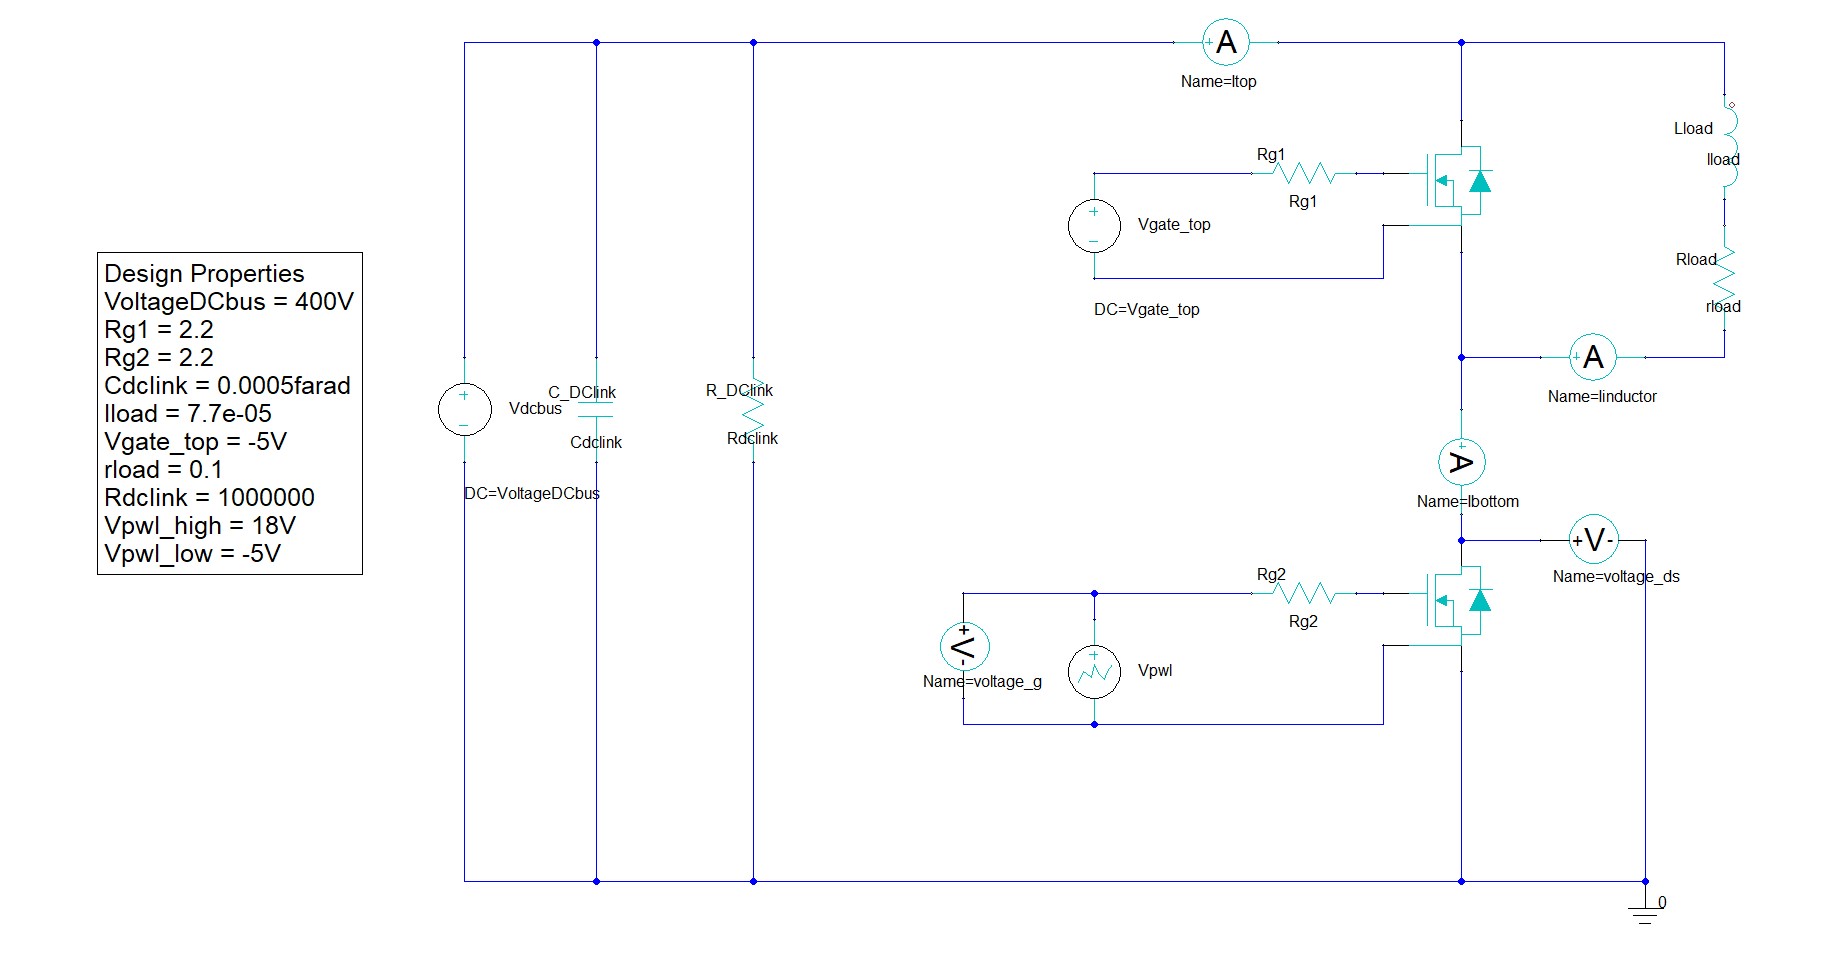 A
Name=Itop
Lload
lload
Rg1
Rg1
Vgate_top
DC=Vgate_top
Rload
rload
Design Properties
VoltageDCbus = 400V
Rg1 = 2.2
Rg2 = 2.2
Cdclink = 0.0005farad
lload = 7.7e-05
Vgate_top = -5V
rload = 0.1
Rdclink = 1000000
Vpwl_high = 18V
Vpwl_low = -5V
Vdcbus
DC=VoltageDCbus
C_DClink
Cdclink
R_DClink
Rdclink
A
Name=Iinductor
A
Name=Ibottom
+V-
Name=voltage_ds
Rg2
Rg2
+V-
Name=voltage_g
Vpwl
0